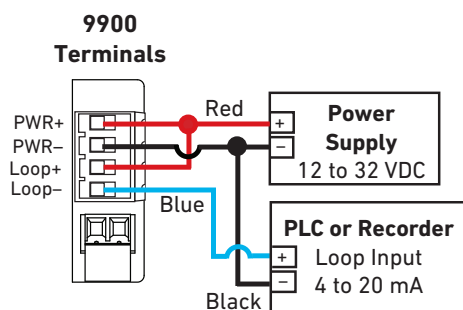 9900
Terminals
PWR+
PWR–
Loop+
Loop–
Red
Blue
Black
+
–
Power
Supply
12 to 32 VDC
PLC or Recorder
+
Loop Input
–
4 to 20 mA